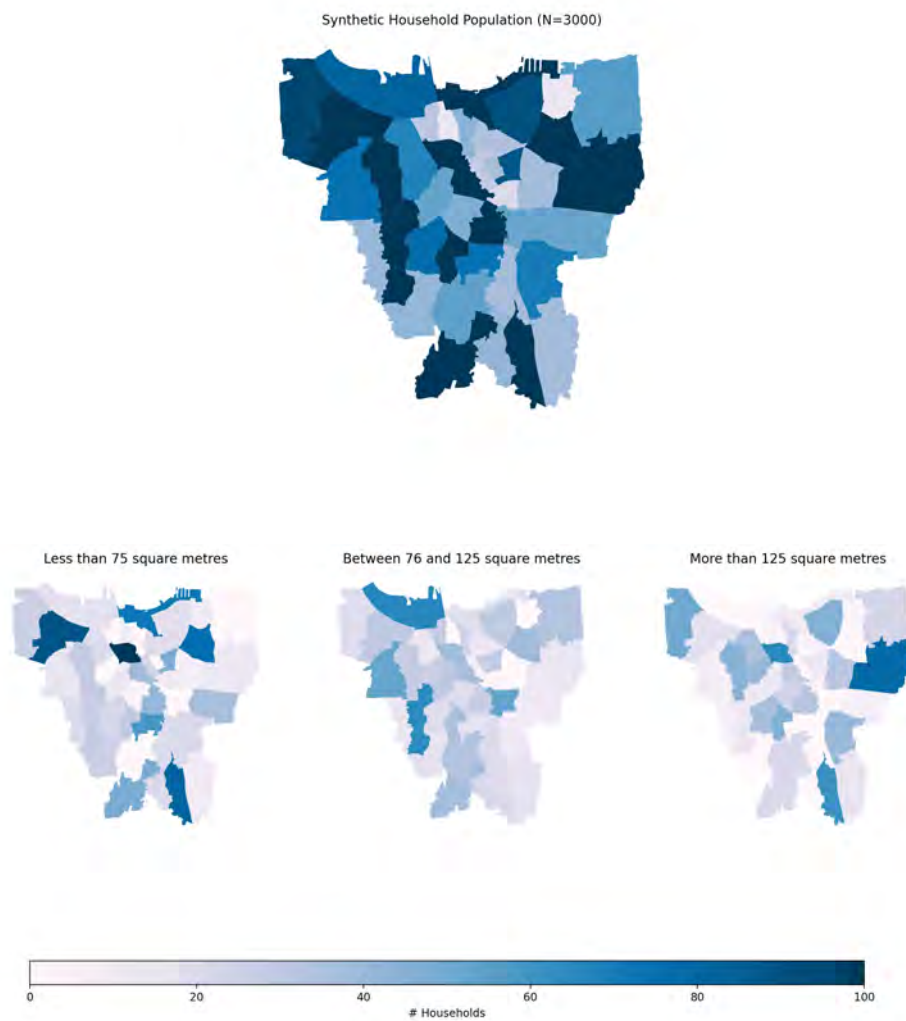 Synthetic Household Population (N=3000)
Less than 75 square metres
Between 76 and 125 square metres
More than 125 square metres
0 20 40 60 80 100
# Households